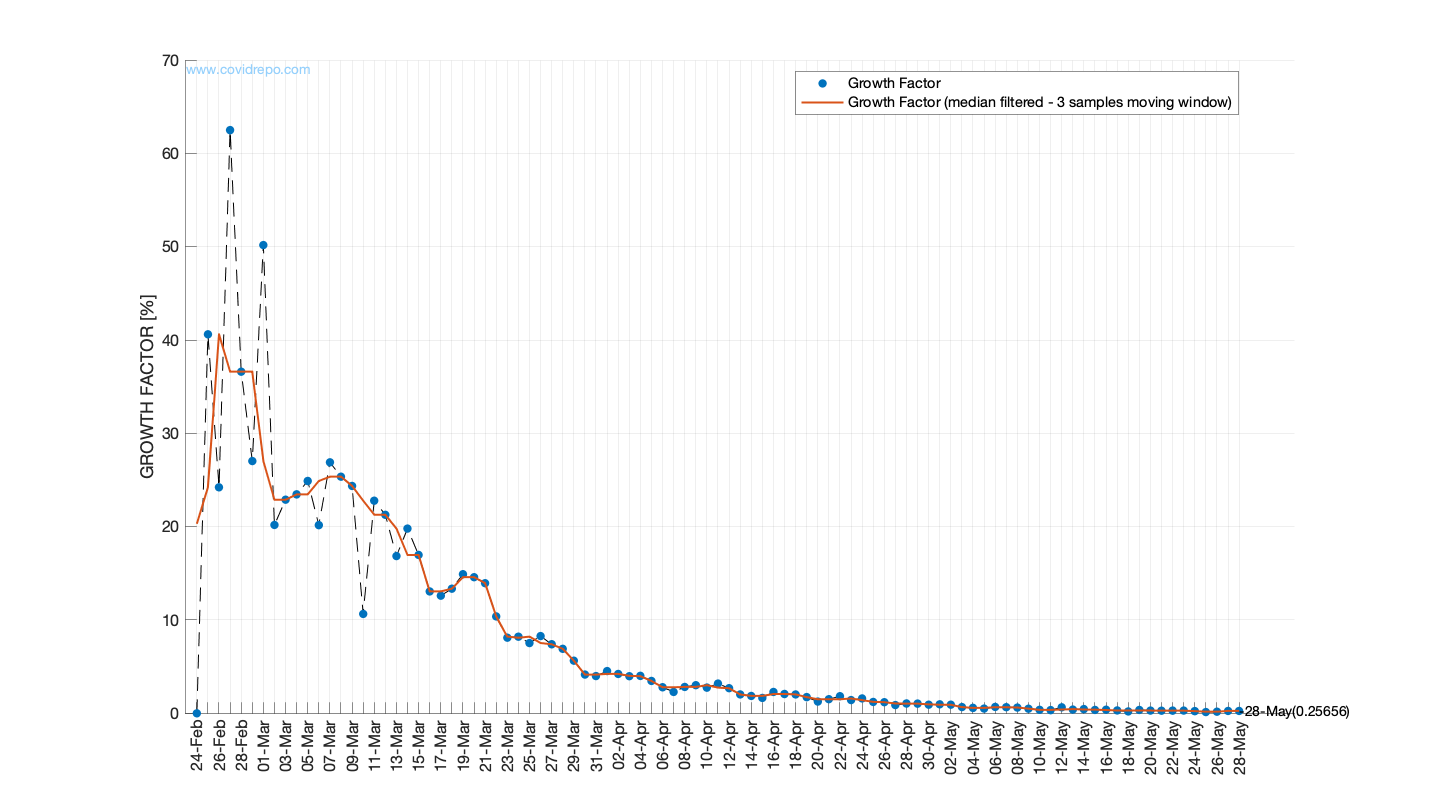 www.covidrepo.com
Growth Factor
Growth Factor (median filtered - 3 samples moving window)
GROWTH FACTOR [%]
70
60
50
40
30
20
10
0
28-May(0.25656)
24-Feb
26-Feb
28-Feb
01-Mar
03-Mar
05-Mar
07-Mar
09-Mar
11-Mar
13-Mar
15-Mar
17-Mar
19-Mar
21-Mar
23-Mar
25-Mar
27-Mar
29-Mar
31-Mar
02-Apr
04-Apr
06-Apr
08-Apr
10-Apr
12-Apr
14-Apr
16-Apr
18-Apr
20-Apr
22-Apr
24-Apr
26-Apr
28-Apr
30-Apr
02-May
04-May
06-May
08-May
10-May
12-May
14-May
16-May
18-May
20-May
22-May
24-May
26-May
28-May